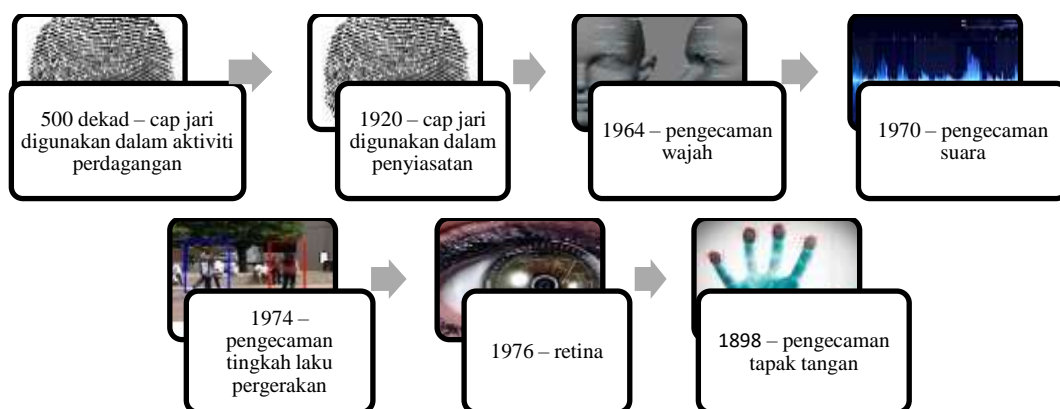 500 dekad – cap jari
digunakan dalam aktiviti
perdagangan
1920 – cap jari
digunakan dalam
penyiasatan
1964 – pengecaman
wajah
1970 – pengecaman
suara
1974 –
pengecaman
tingkah laku
pergerakan
1976 – retina
1898 – pengecaman
tapak tangan